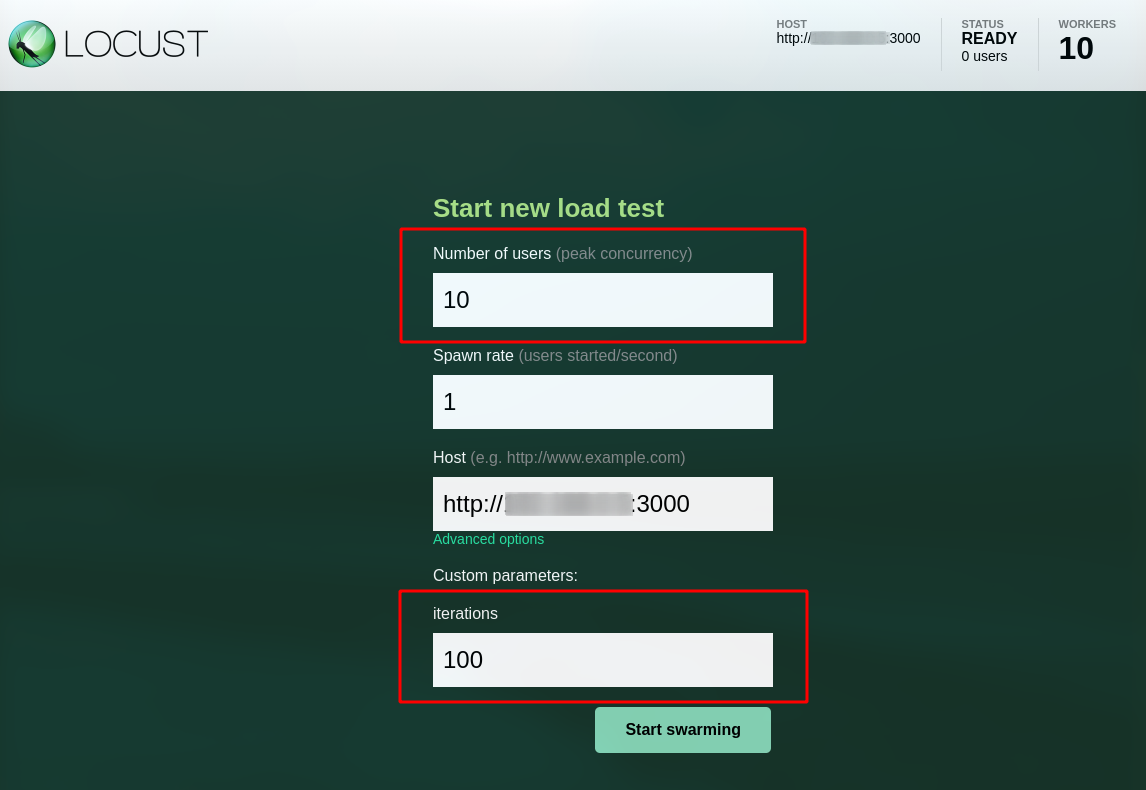 LOCUST
HOST
http:// :3000
STATUS
READY
0 users
WORKERS
10
Start new load test
Number of users (peak concurrency)
10
Spawn rate (users started/second)
1
Host (e.g. http://www.example.com)
http:// :3000
Advanced options
Custom parameters:
iterations
100
Start swarming